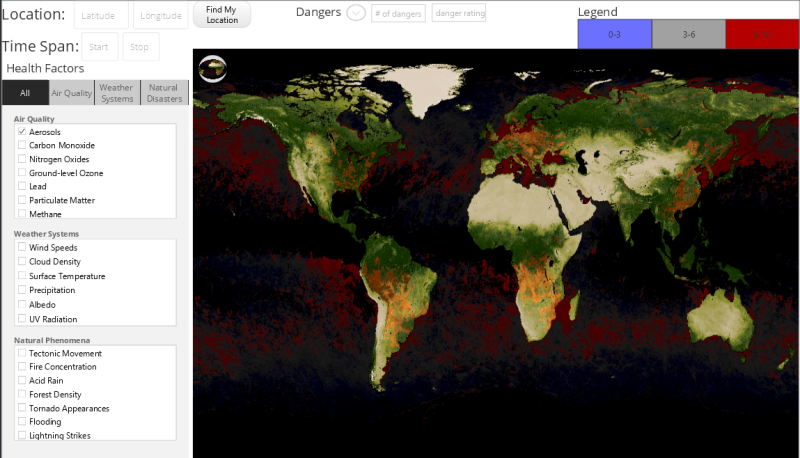 Location: Latitude Longitude Find My Location
Dangers # of dangers danger rating
Legend
0-3 3-6
Time Span: Start Stop
Health Factors
All Air Quality Weather Systems Natural Disasters
Air Quality
Aerosols
Carbon Monoxide
Nitrogen Oxides
Ground-level Ozone
Lead
Particulate Matter
Methane
Weather Systems
Wind Speeds
Cloud Density
Surface Temperature
Precipitation
Albedo
UV Radiation
Natural Phenomena
Tectonic Movement
Fire Concentration
Acid Rain
Forest Density
Tornado Appearances
Flooding
Lightning Strikes